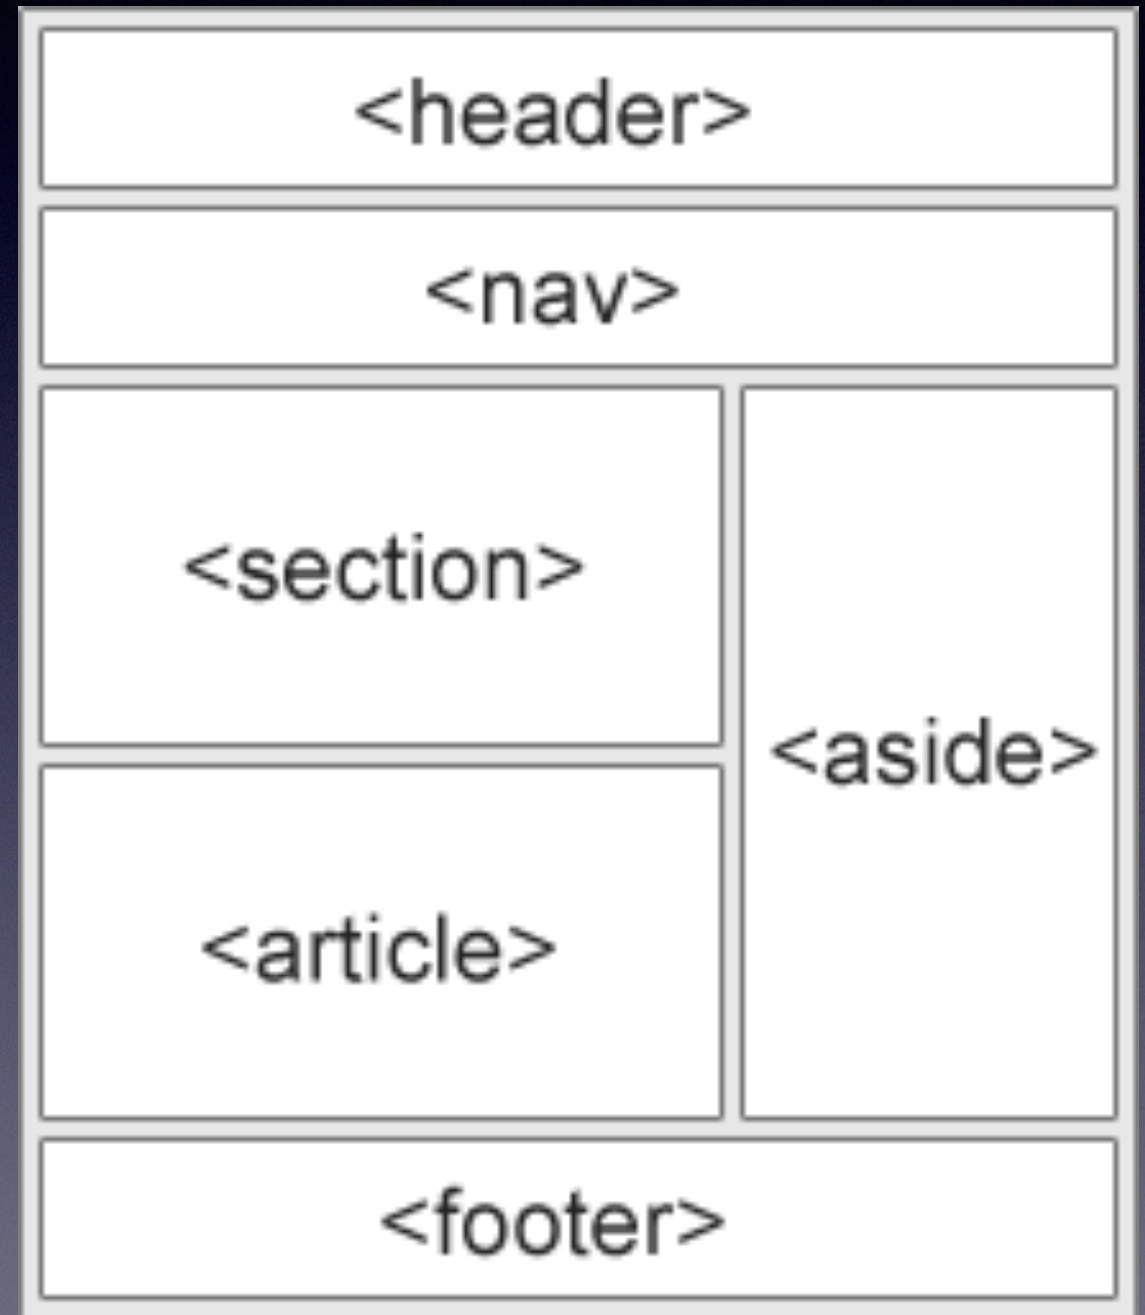 <header>
<nav>
<section>
<aside>
<article>
<footer>